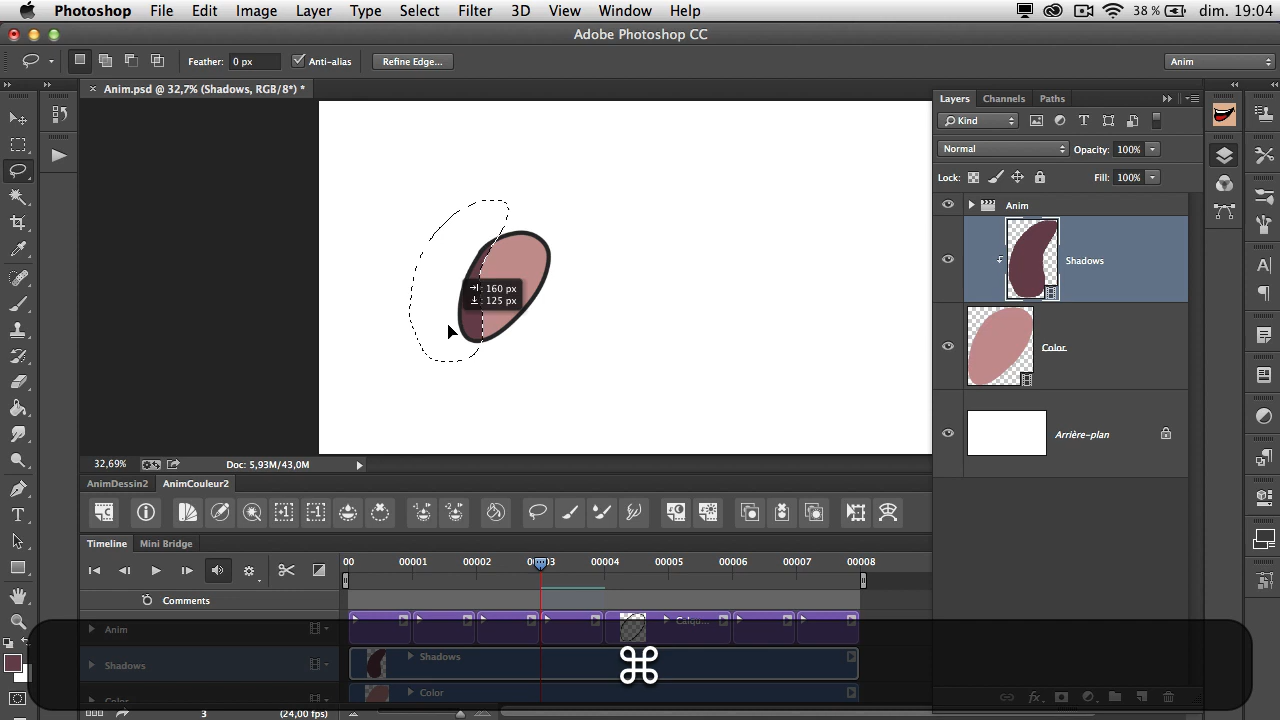 Photoshop File Edit Image Layer Type Select Filter 3D View Window Help 38 % dim. 19:04
Adobe Photoshop CC
Feather: 0 px Anti-alias Refine Edge... Anim
× Anim.psd @ 32,7% (Shadows, RGB/8*) *
Layers Channels Paths
Kind
Normal Opacity: 100%
Lock: Fill: 100%
Anim
Shadows
: 160 px
: 125 px
Color
Arrière-plan
32,69% Doc: 5,93M/43,0M
AnimDessin2 AnimCouleur2
Timeline Mini Bridge
00 00001 00002 00003 00004 00005 00006 00007 00008
Comments
Anim Calqu...
Shadows Shadows
Color Color
⌘
3 (24,00 fps)